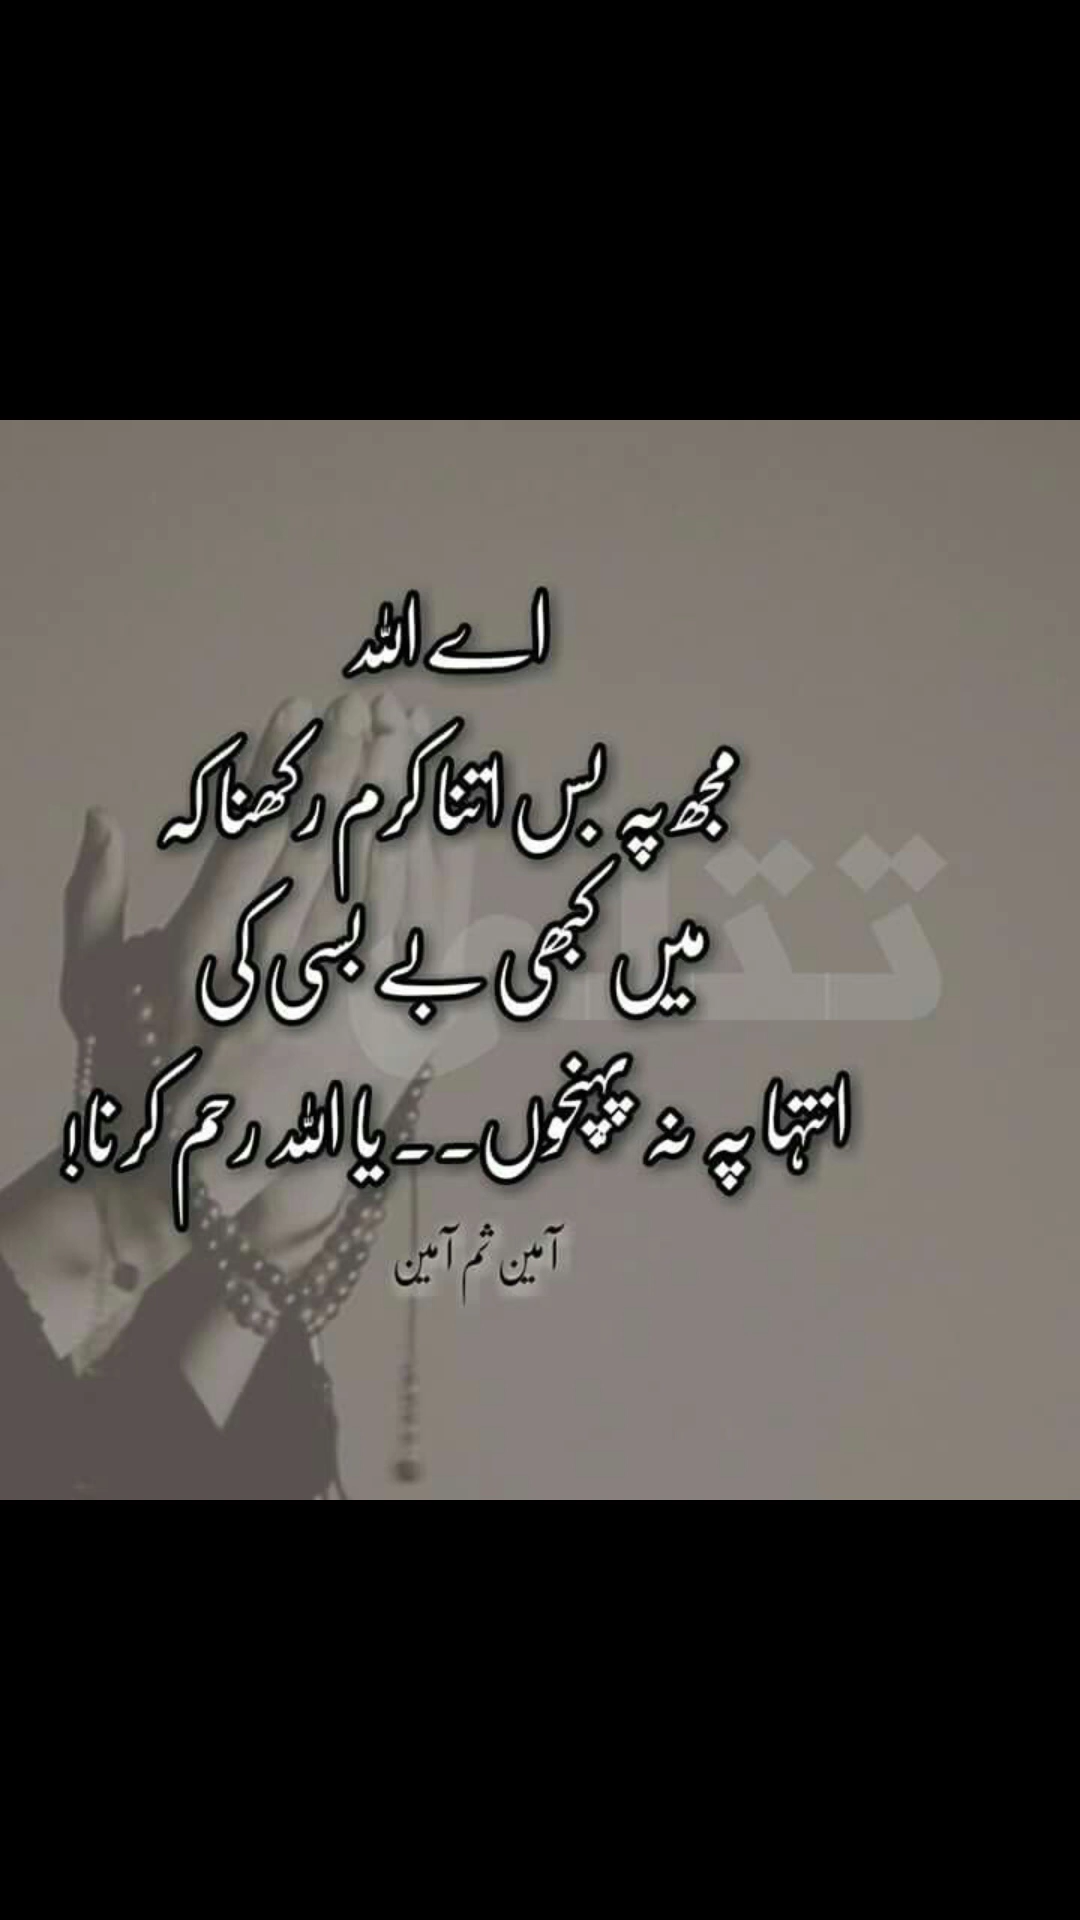 اے اللہ
مجھ پہ بس اتنا کرم رکھنا کہ
میں کبھی بے بسی کی
انتہا پہ نہ پہنچوں۔۔ یا اللہ رحم کرنا!
آمین ثم آمین